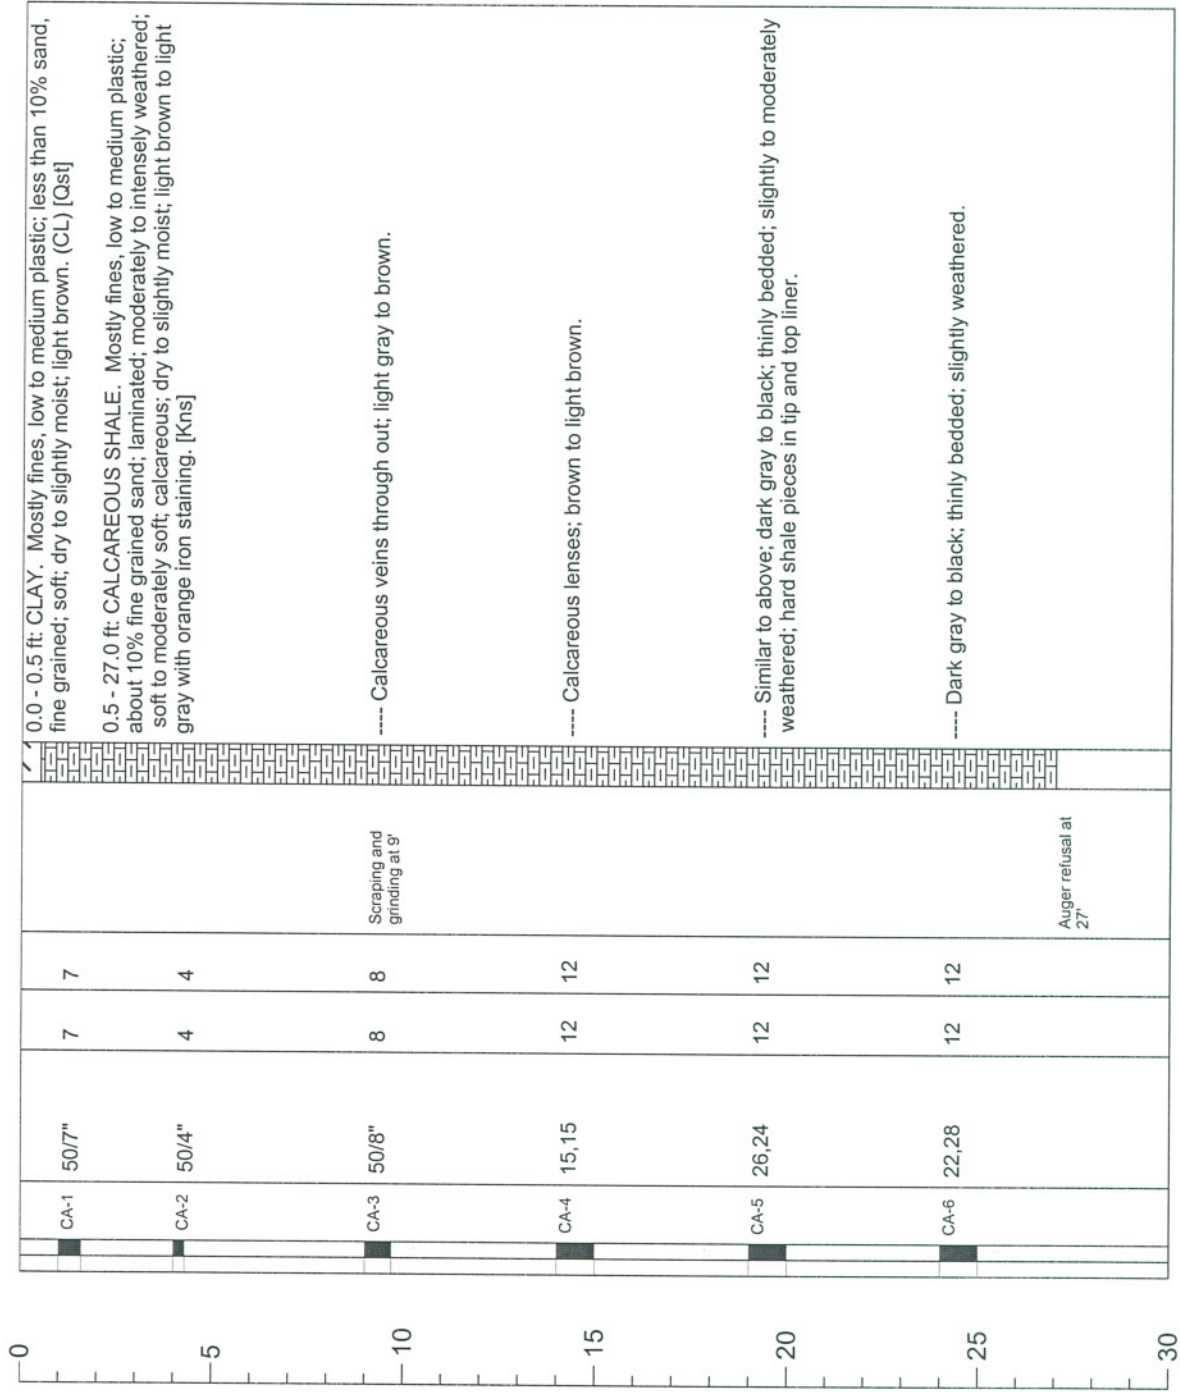 0.0 - 0.5 ft: CLAY. Mostly fines, low to medium plastic; less than 10% sand,
fine grained; soft; dry to slightly moist; light brown. (CL) [Qst]
0.5 - 27.0 ft: CALCAREOUS SHALE. Mostly fines, low to medium plastic;
about 10% fine grained sand; laminated; moderately to intensely weathered;
soft to moderately soft; calcareous; dry to slightly moist; light brown to light
gray with orange iron staining. [Kns]
---- Calcareous veins through out; light gray to brown.
---- Calcareous lenses; brown to light brown.
---- Similar to above; dark gray to black; thinly bedded; slightly to moderately
weathered; hard shale pieces in tip and top liner.
---- Dark gray to black; thinly bedded; slightly weathered.
Scraping and
grinding at 9'
Auger refusal at
27'
7
4
8
12
12
12
7
4
8
12
12
12
50/7"
50/4"
50/8"
15,15
26,24
22,28
CA-1
CA-2
CA-3
CA-4
CA-5
CA-6
0
5
10
15
20
25
30